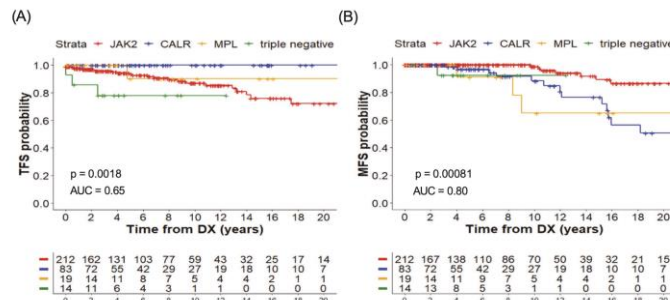 (A)
Strata JAK2 CALR MPL triple negative
TFS probability
1.0
0.8
0.6
0.4
0.2
0.0
p = 0.0018
AUC = 0.65
0 2 4 6 8 10 12 14 16 18 20
Time from DX (years)
212 162 131 103 77 59 43 32 25 17 14
83 72 55 42 29 27 19 18 10 10 7
19 14 11 8 7 5 4 4 2 1 1
14 11 6 4 3 1 1 0 0 0 0
(B)
Strata JAK2 CALR MPL triple negative
MFS probability
1.0
0.8
0.6
0.4
0.2
0.0
p = 0.00081
AUC = 0.80
0 2 4 6 8 10 12 14 16 18 20
Time from DX (years)
212 167 138 110 86 70 50 39 32 21 15
83 72 55 42 29 27 19 18 10 10
19 14 11 9 7 5 4 4 2 1
14 13 8 5 3 1 1 0 0 0 0